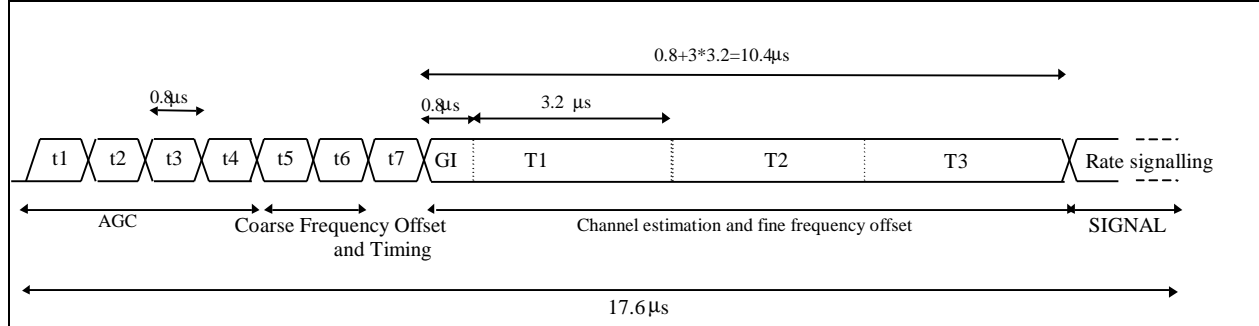 0.8+3*3.2=10.4µs
0.8µs
0.8µs
3.2 µs
t1 t2 t3 t4 t5 t6 t7 GI T1 T2 T3 Rate signalling
AGC
Coarse Frequency Offset
and Timing
Channel estimation and fine frequency offset
SIGNAL
17.6µs